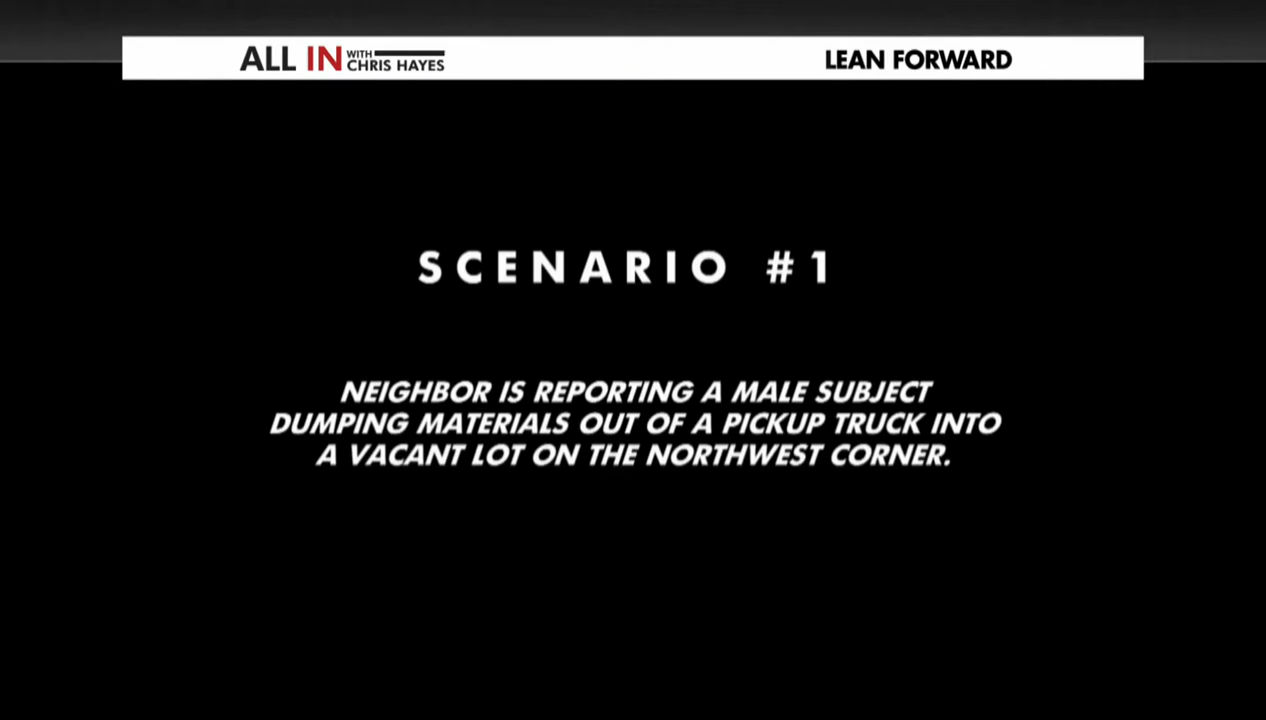 ALL IN WITH CHRIS HAYES
LEAN FORWARD
SCENARIO #1
NEIGHBOR IS REPORTING A MALE SUBJECT
DUMPING MATERIALS OUT OF A PICKUP TRUCK INTO
A VACANT LOT ON THE NORTHWEST CORNER.